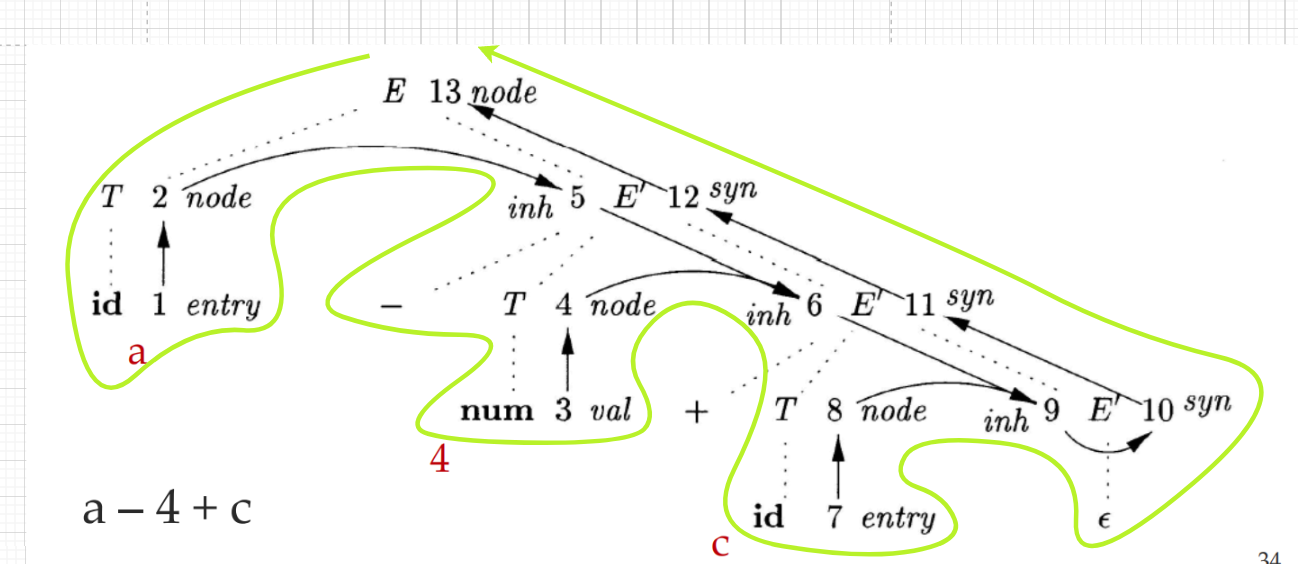 E 13 node
T 2 node inh 5 E' 12 syn
id 1 entry − T 4 node inh 6 E' 11 syn
a num 3 val + T 8 node inh 9 E' 10 syn
4
a – 4 + c id 7 entry ϵ
c
34